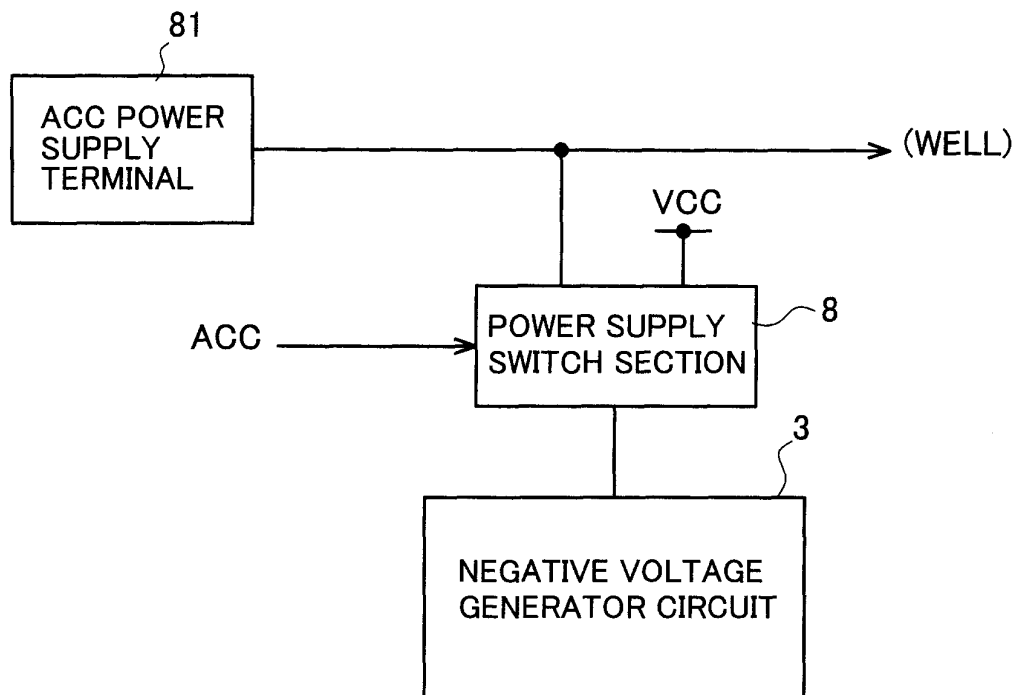 81
ACC POWER
SUPPLY
TERMINAL
(WELL)
VCC
8
ACC
POWER SUPPLY
SWITCH SECTION
3
NEGATIVE VOLTAGE
GENERATOR CIRCUIT